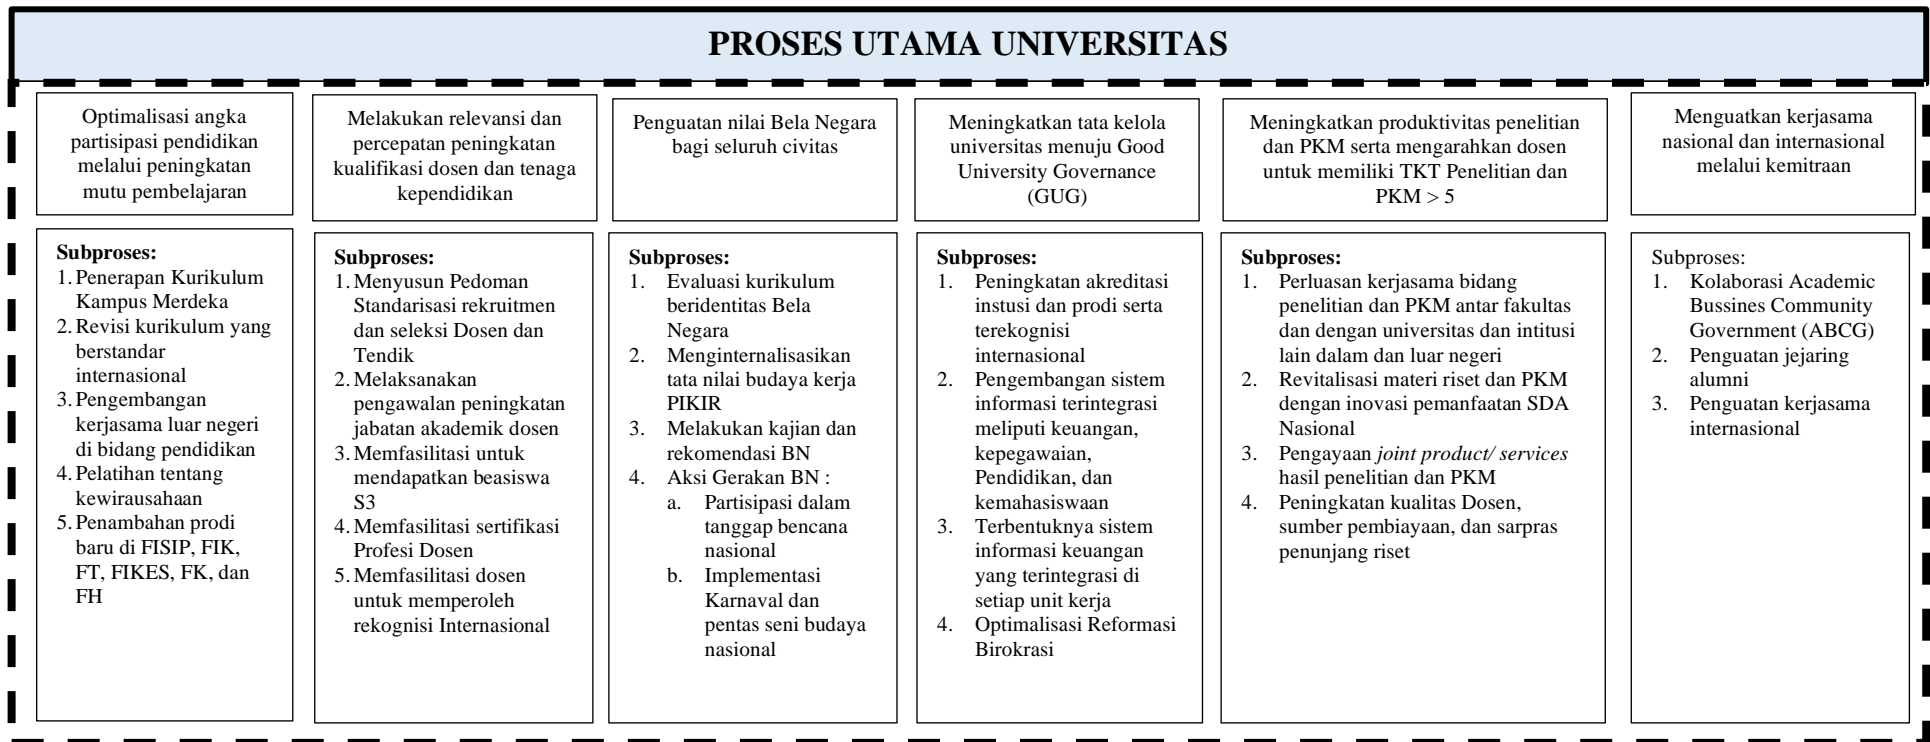 PROSES UTAMA UNIVERSITAS
Optimalisasi angka
partisipasi pendidikan
melalui peningkatan
mutu pembelajaran
Melakukan relevansi dan
percepatan peningkatan
kualifikasi dosen dan tenaga
kependidikan
Penguatan nilai Bela Negara
bagi seluruh civitas
Meningkatkan tata kelola
universitas menuju Good
University Governance
(GUG)
Meningkatkan produktivitas penelitian
dan PKM serta mengarahkan dosen
untuk memiliki TKT Penelitian dan
PKM > 5
Menguatkan kerjasama
nasional dan internasional
melalui kemitraan
Subproses:
1. Penerapan Kurikulum
Kampus Merdeka
2. Revisi kurikulum yang
berstandar
internasional
3. Pengembangan
kerjasama luar negeri
di bidang pendidikan
4. Pelatihan tentang
kewirausahaan
5. Penambahan prodi
baru di FISIP, FIK,
FT, FIKES, FK, dan
FH
Subproses:
1. Menyusun Pedoman
Standarisasi rekruitmen
dan seleksi Dosen dan
Tendik
2. Melaksanakan
pengawalan peningkatan
jabatan akademik dosen
3. Memfasilitasi untuk
mendapatkan beasiswa
S3
4. Memfasilitasi sertifikasi
Profesi Dosen
5. Memfasilitasi dosen
untuk memperoleh
rekognisi Internasional
Subproses:
1. Evaluasi kurikulum
beridentitas Bela
Negara
2. Menginternalisasikan
tata nilai budaya kerja
PIKIR
3. Melakukan kajian dan
rekomendasi BN
4. Aksi Gerakan BN :
a. Partisipasi dalam
tanggap bencana
nasional
b. Implementasi
Karnaval dan
pentas seni budaya
nasional
Subproses:
1. Peningkatan akreditasi
instusi dan prodi serta
terekognisi
internasional
2. Pengembangan sistem
informasi terintegrasi
meliputi keuangan,
kepegawaian,
Pendidikan, dan
kemahasiswaan
3. Terbentuknya sistem
informasi keuangan
yang terintegrasi di
setiap unit kerja
4. Optimalisasi Reformasi
Birokrasi
Subproses:
1. Perluasan kerjasama bidang
penelitian dan PKM antar fakultas
dan dengan universitas dan intitusi
lain dalam dan luar negeri
2. Revitalisasi materi riset dan PKM
dengan inovasi pemanfaatan SDA
Nasional
3. Pengayaan joint product/ services
hasil penelitian dan PKM
4. Peningkatan kualitas Dosen,
sumber pembiayaan, dan sarpras
penunjang riset
Subproses:
1. Kolaborasi Academic
Bussines Community
Government (ABCG)
2. Penguatan jejaring
alumni
3. Penguatan kerjasama
internasional